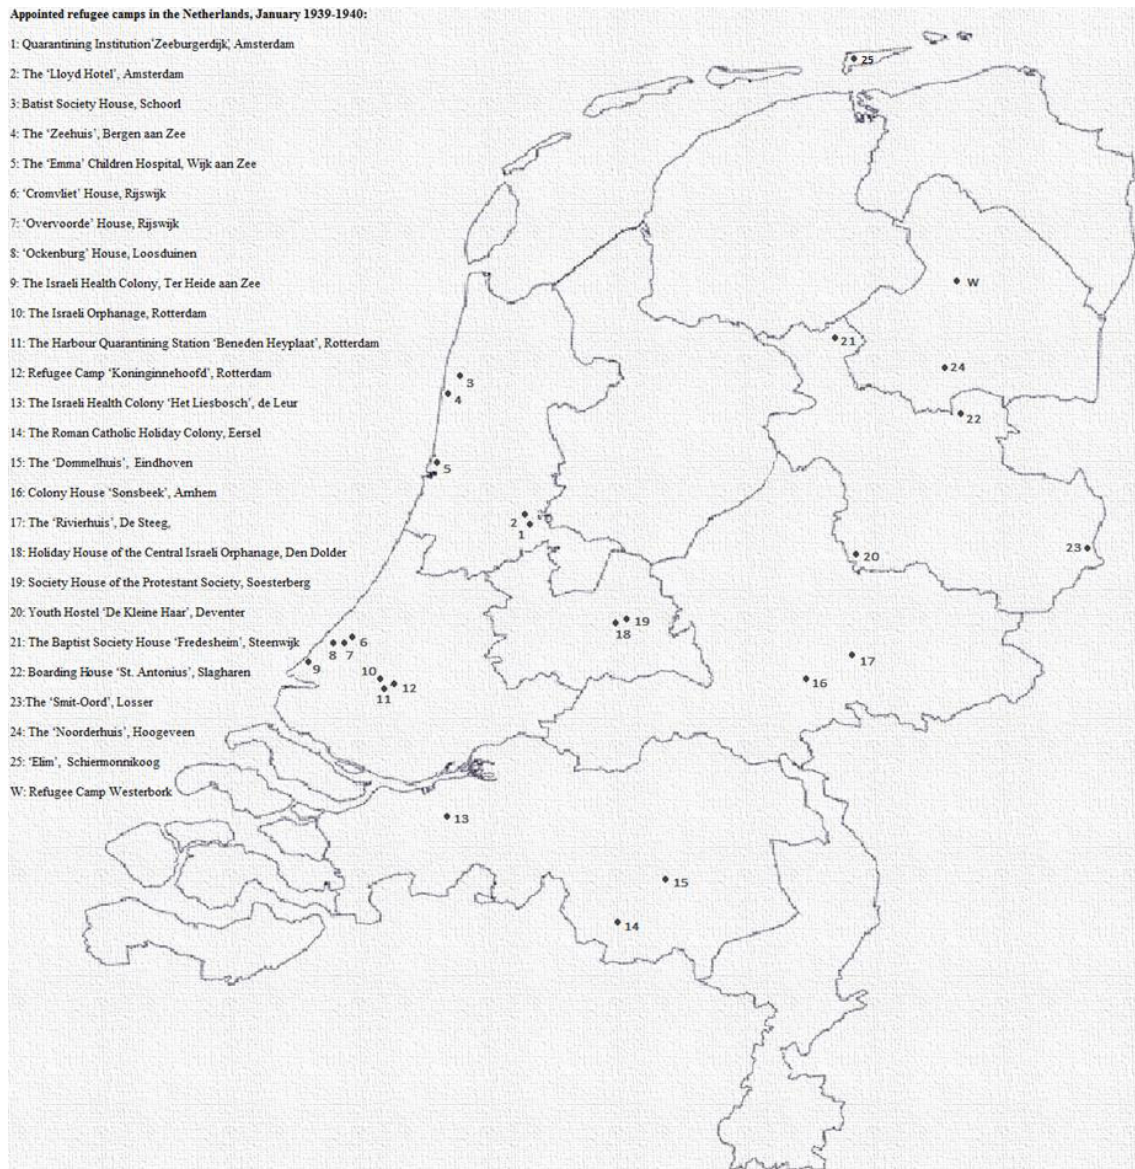 Appointed refugee camps in the Netherlands, January 1939-1940:
1: Quarantining Institution'Zeeburgerdijk', Amsterdam
2: The ‘Lloyd Hotel’, Amsterdam
3: Batist Society House, Schoorl
4: The ‘Zeehuis’, Bergen aan Zee
5: The ‘Emma’ Children Hospital, Wijk aan Zee
6: ‘Cromvliet’ House, Rijswijk
7: ‘Overvoorde’ House, Rijswijk
8: ‘Ockenburg’ House, Loosduinen
9: The Israeli Health Colony, Ter Heide aan Zee
10: The Israeli Orphanage, Rotterdam
11: The Harbour Quarantining Station ‘Beneden Heyplaat’, Rotterdam
12: Refugee Camp ‘Koninginnehoofd’, Rotterdam
13: The Israeli Health Colony ‘Het Liesbosch’, de Leur
14: The Roman Catholic Holiday Colony, Eersel
15: The ‘Dommelhuis’, Eindhoven
16: Colony House ‘Sonsbeek’, Arnhem
17: The ‘Rivierhuis’, De Steeg,
18: Holiday House of the Central Israeli Orphanage, Den Dolder
19: Society House of the Protestant Society, Soesterberg
20: Youth Hostel ‘De Kleine Haar’, Deventer
21: The Baptist Society House ‘Fredesheim’, Steenwijk
22: Boarding House ‘St. Antonius’, Slagharen
23:The ‘Smit-Oord’, Losser
24: The ‘Noorderhuis’, Hoogeveen
25: ‘Elim’, Schiermonnikoog
W: Refugee Camp Westerbork
25
W
21
24
3
4
22
5
2
1
23
20
19
18
6
8
7
17
9
10
12
16
11
13
15
14